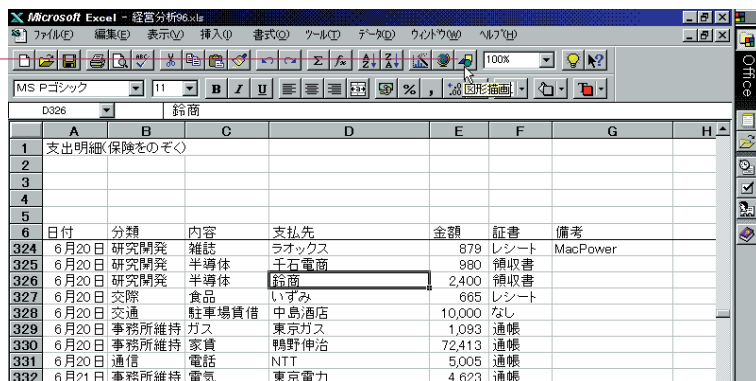 Microsoft Excel - 経営分析96.xls
ファイル(F) 編集(E) 表示(V) 挿入(I) 書式(O) ツール(T) データ(D) ウィンドウ(W) ヘルプ(H)
100%
MS Pゴシック 11 B I U % ,
図形描画
D326 鈴商
A B C D E F G H
1 支出明細(保険をのぞく)
2
3
4
5
6 日付 分類 内容 支払先 金額 証書 備考
324 6月20日 研究開発 雑誌 ラオックス 879 レシート MacPower
325 6月20日 研究開発 半導体 千石電商 980 領収書
326 6月20日 研究開発 半導体 鈴商 2,400 領収書
327 6月20日 交際 食品 いずみ 665 レシート
328 6月20日 交通 駐車場賃借 中島酒店 10,000 なし
329 6月20日 事務所維持 ガス 東京ガス 1,093 通帳
330 6月20日 事務所維持 家賃 鴨野伸治 72,413 通帳
331 6月20日 通信 電話 NTT 5,005 通帳
332 6月21日 事務所維持 電気 東京電力 4,623 通帳
Office